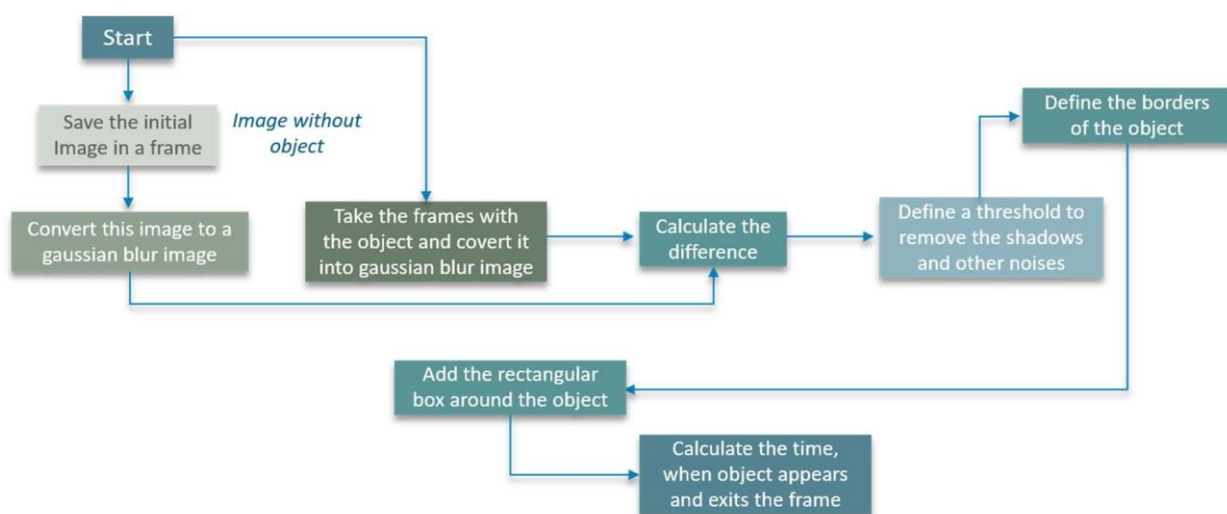 Start
Save the initial
Image in a frame
Image without
object
Convert this image to a
gaussian blur image
Take the frames with
the object and covert it
into gaussian blur image
Calculate the
difference
Define a threshold to
remove the shadows
and other noises
Define the borders
of the object
Add the rectangular
box around the object
Calculate the time,
when object appears
and exits the frame